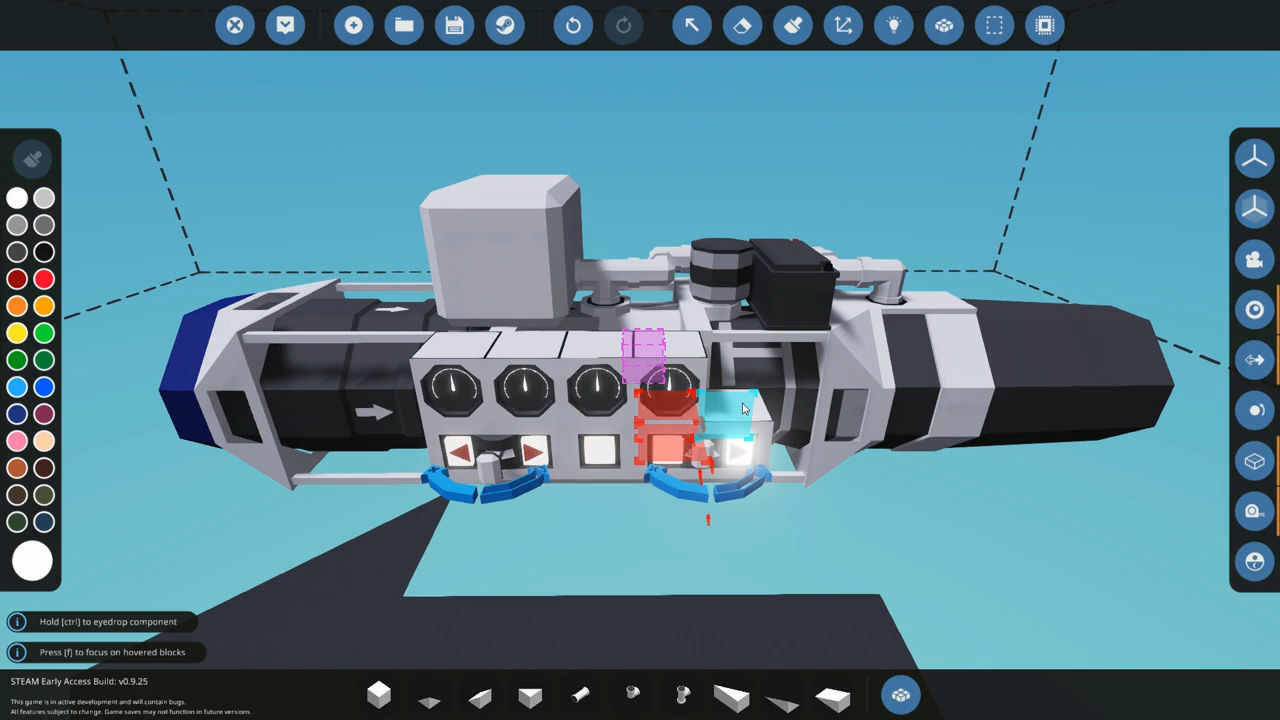 Hold [ctrl] to eyedrop component
Press [f] to focus on hovered blocks
STEAM Early Access Build: v0.9.25
This game is in active development and will contain bugs.
All features subject to change. Game saves may not function in future versions.